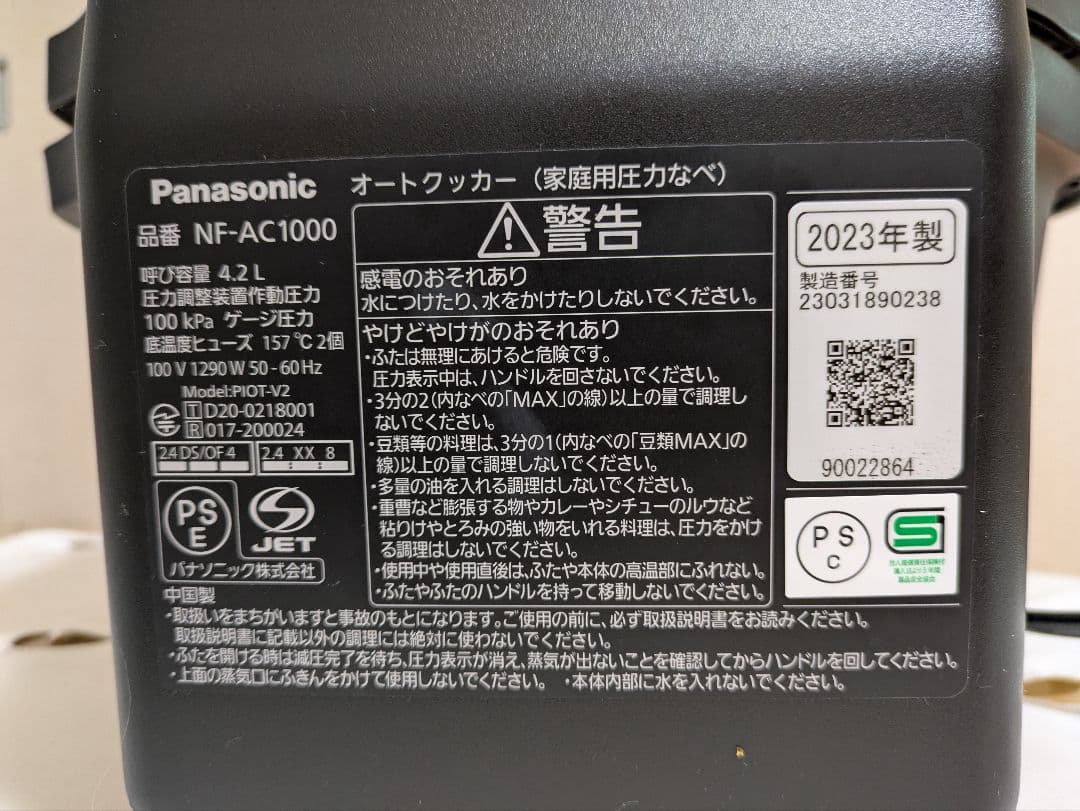 Panasonic オートクッカー（家庭用圧力なべ）
品番 NF-AC1000
呼び容量 4.2 L
圧力調整装置作動圧力
100 kPa ゲージ圧力
底温度ヒューズ 157 ℃ 2個
100 V 1290 W 50 - 60 Hz
Model:PIOT-V2
T D20-0218001
R 017-200024
2.4 DS/OF 4 2.4 XX 8
PS
E
JET
パナソニック株式会社
中国製
警告
感電のおそれあり
水につけたり、水をかけたりしないでください。
やけどやけがのおそれあり
・ふたは無理にあけると危険です。
圧力表示中は、ハンドルを回さないでください。
・3分の2(内なべの「MAX」の線)以上の量で調理し
ないでください。
・豆類等の料理は、3分の1(内なべの「豆類MAX」の
線)以上の量で調理しないでください。
・多量の油を入れる調理はしないでください。
・重曹など膨張する物やカレーやシチューのルウなど
粘りけやとろみの強い物をいれる料理は、圧力をかけ
る調理はしないでください。
・使用中や使用直後は、ふたや本体の高温部にふれない。
・ふたやふたのハンドルを持って移動しないでください。
2023年製
製造番号
23031890238
90022864
PS
C
S
製品安全協会
・取扱いをまちがいますと事故のもとになります。ご使用の前に、必ず取扱説明書をお読みください。
取扱説明書に記載以外の調理には絶対に使わないでください。
・ふたを開ける時は減圧完了を待ち、圧力表示が消え、蒸気が出ないことを確認してからハンドルを回してください。
・上面の蒸気口にふきんをかけて使用しないでください。 ・本体内部に水を入れないでください。